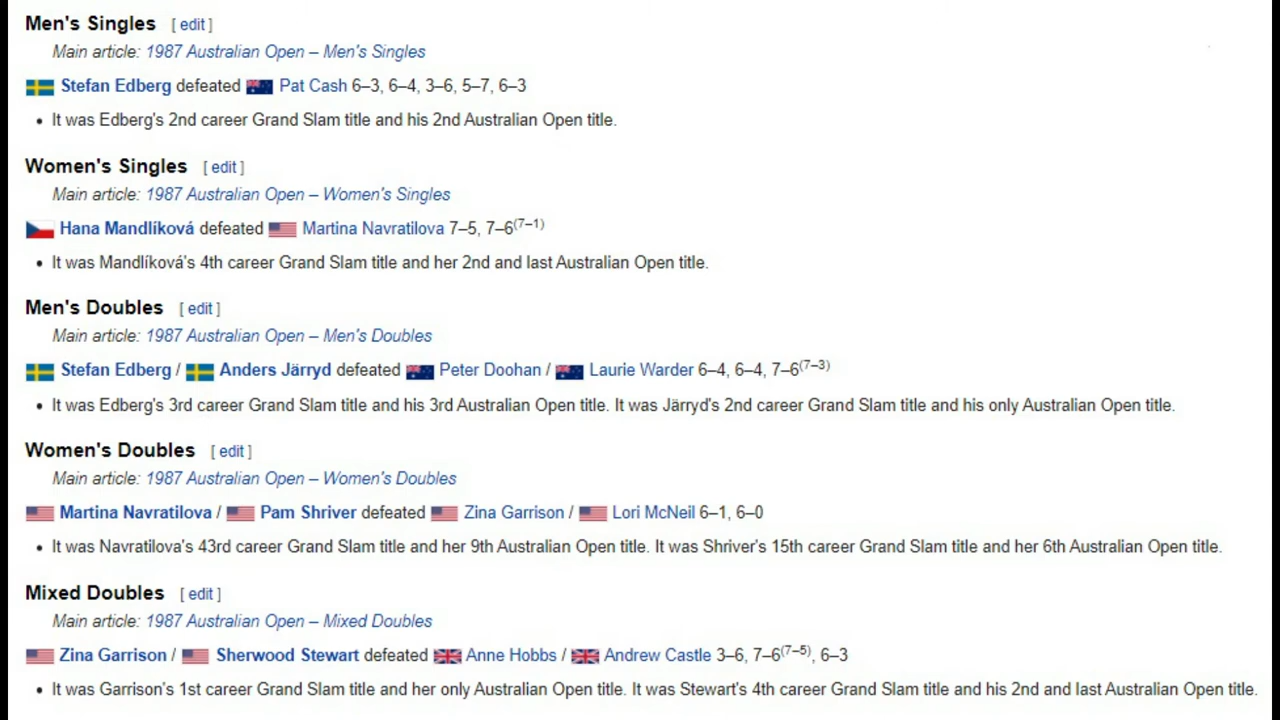 Men's Singles [ edit ]
Main article: 1987 Australian Open – Men's Singles
Stefan Edberg defeated Pat Cash 6–3, 6–4, 3–6, 5–7, 6–3
• It was Edberg's 2nd career Grand Slam title and his 2nd Australian Open title.
Women's Singles [ edit ]
Main article: 1987 Australian Open – Women's Singles
Hana Mandlíková defeated Martina Navratilova 7–5, 7–6(7–1)
• It was Mandlíková's 4th career Grand Slam title and her 2nd and last Australian Open title.
Men's Doubles [ edit ]
Main article: 1987 Australian Open – Men's Doubles
Stefan Edberg / Anders Järryd defeated Peter Doohan / Laurie Warder 6–4, 6–4, 7–6(7–3)
• It was Edberg's 3rd career Grand Slam title and his 3rd Australian Open title. It was Järryd's 2nd career Grand Slam title and his only Australian Open title.
Women's Doubles [ edit ]
Main article: 1987 Australian Open – Women's Doubles
Martina Navratilova / Pam Shriver defeated Zina Garrison / Lori McNeil 6–1, 6–0
• It was Navratilova's 43rd career Grand Slam title and her 9th Australian Open title. It was Shriver's 15th career Grand Slam title and her 6th Australian Open title.
Mixed Doubles [ edit ]
Main article: 1987 Australian Open – Mixed Doubles
Zina Garrison / Sherwood Stewart defeated Anne Hobbs / Andrew Castle 3–6, 7–6(7–5), 6–3
• It was Garrison's 1st career Grand Slam title and her only Australian Open title. It was Stewart's 4th career Grand Slam title and his 2nd and last Australian Open title.